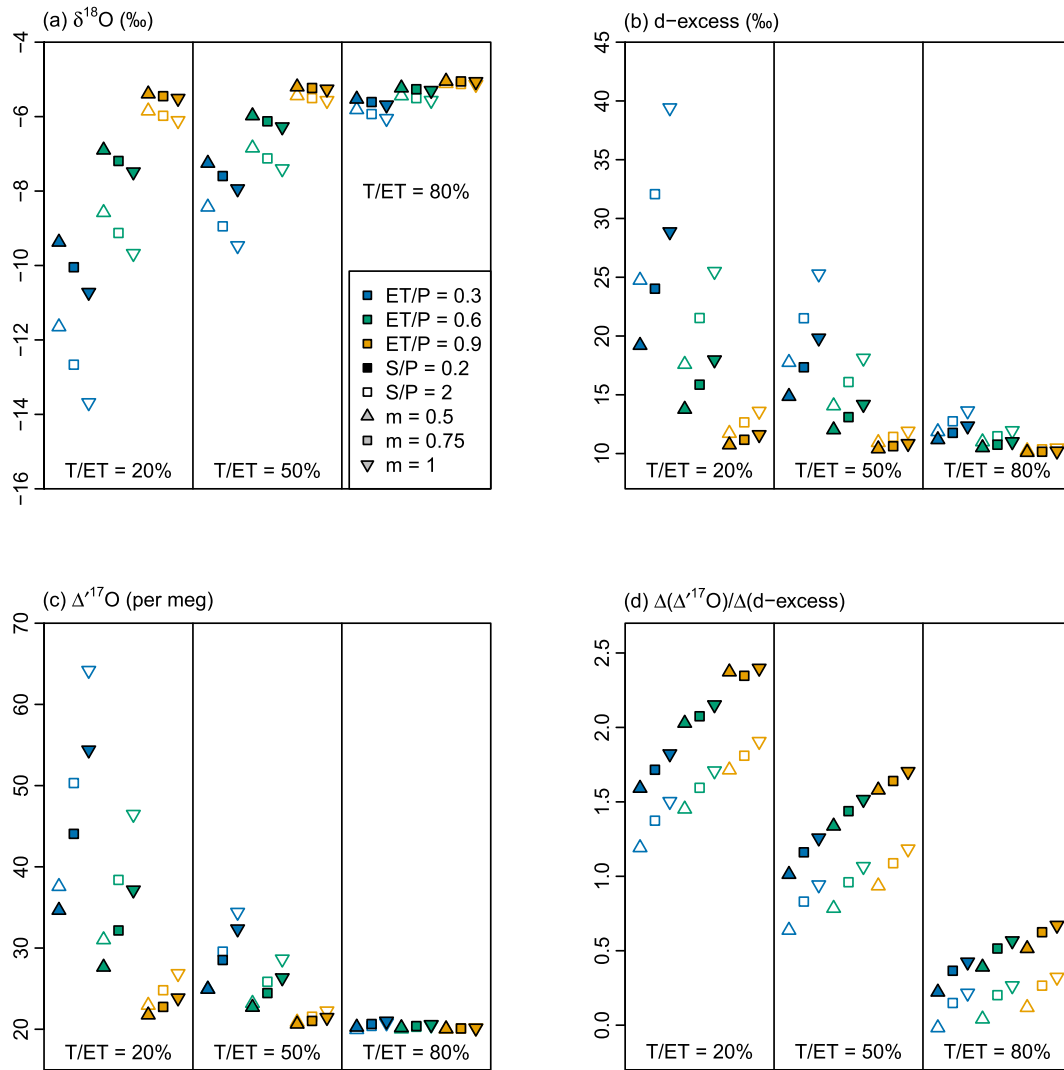 (a) δ¹⁸O (‰)
−4
−6
−8
−10
−12
−14
−16
T/ET = 20%
T/ET = 50%
T/ET = 80%
ET/P = 0.3
ET/P = 0.6
ET/P = 0.9
S/P = 0.2
S/P = 2
m = 0.5
m = 0.75
m = 1
(b) d−excess (‰)
45
40
35
30
25
20
15
10
T/ET = 20%
T/ET = 50%
T/ET = 80%
(c) Δ′¹⁷O (per meg)
70
60
50
40
30
20
T/ET = 20%
T/ET = 50%
T/ET = 80%
(d) Δ(Δ′¹⁷O)/Δ(d−excess)
2.5
2.0
1.5
1.0
0.5
0.0
T/ET = 20%
T/ET = 50%
T/ET = 80%